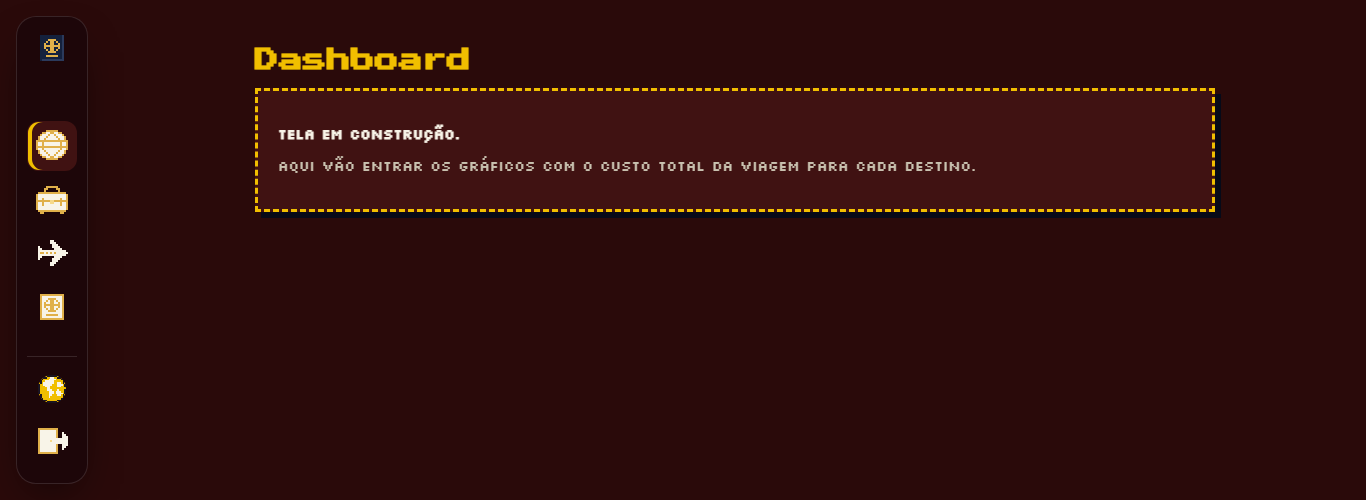 Dashboard
TELA EM CONSTRUÇÃO.
AQUI VÃO ENTRAR OS GRÁFICOS COM O CUSTO TOTAL DA VIAGEM PARA CADA DESTINO.